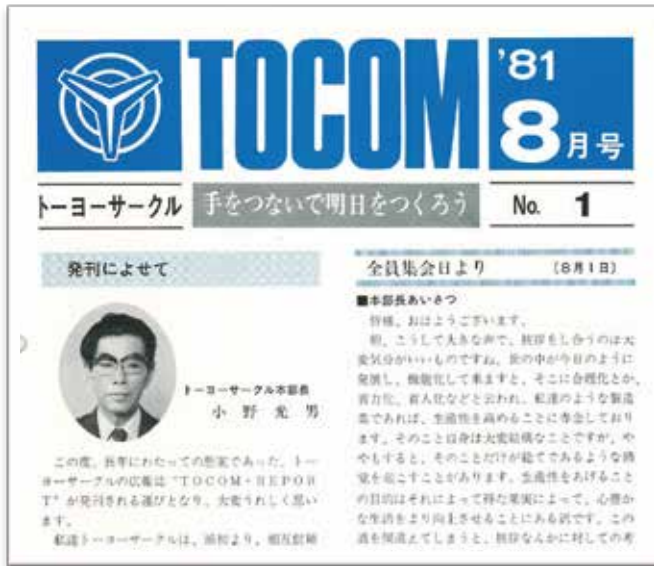 TOCOM
'81
8月号
トーヨーサークル
手をつないで明日をつくろう
No. 1
発刊によせて
トーヨーサークル本部長
小野光男
この度、長年にわたっての懸案であった、トー
ヨーサークルの広報誌“TOCOM・REPOR
T”が発刊される運びとなり、大変うれしく思い
ます。
私達トーヨーサークルは、
相互信頼
全員集会日より (8月1日)
■本部長あいさつ
皆様、おはようございます。
朝、こうして大きな声で、挨拶をし合うのは大
変気分がいいものですね。世の中が今日のように
発展し、機能化して来ますと、そこに合理化とか、
省力化、省人化などと云われ、私達のような製造
業であれば、生産性を高めることに専念しており
ます。そのこと自身は大変結構なことですが、や
やもすると、そのことだけが総てであるような錯
覚を起こすことがあります。生産性をあげること
の目的はそれによって得た果実によって、心豊か
な生活をより向上させることにある訳です。この
道を間違えてしまうと、挨拶なんかに対しての考